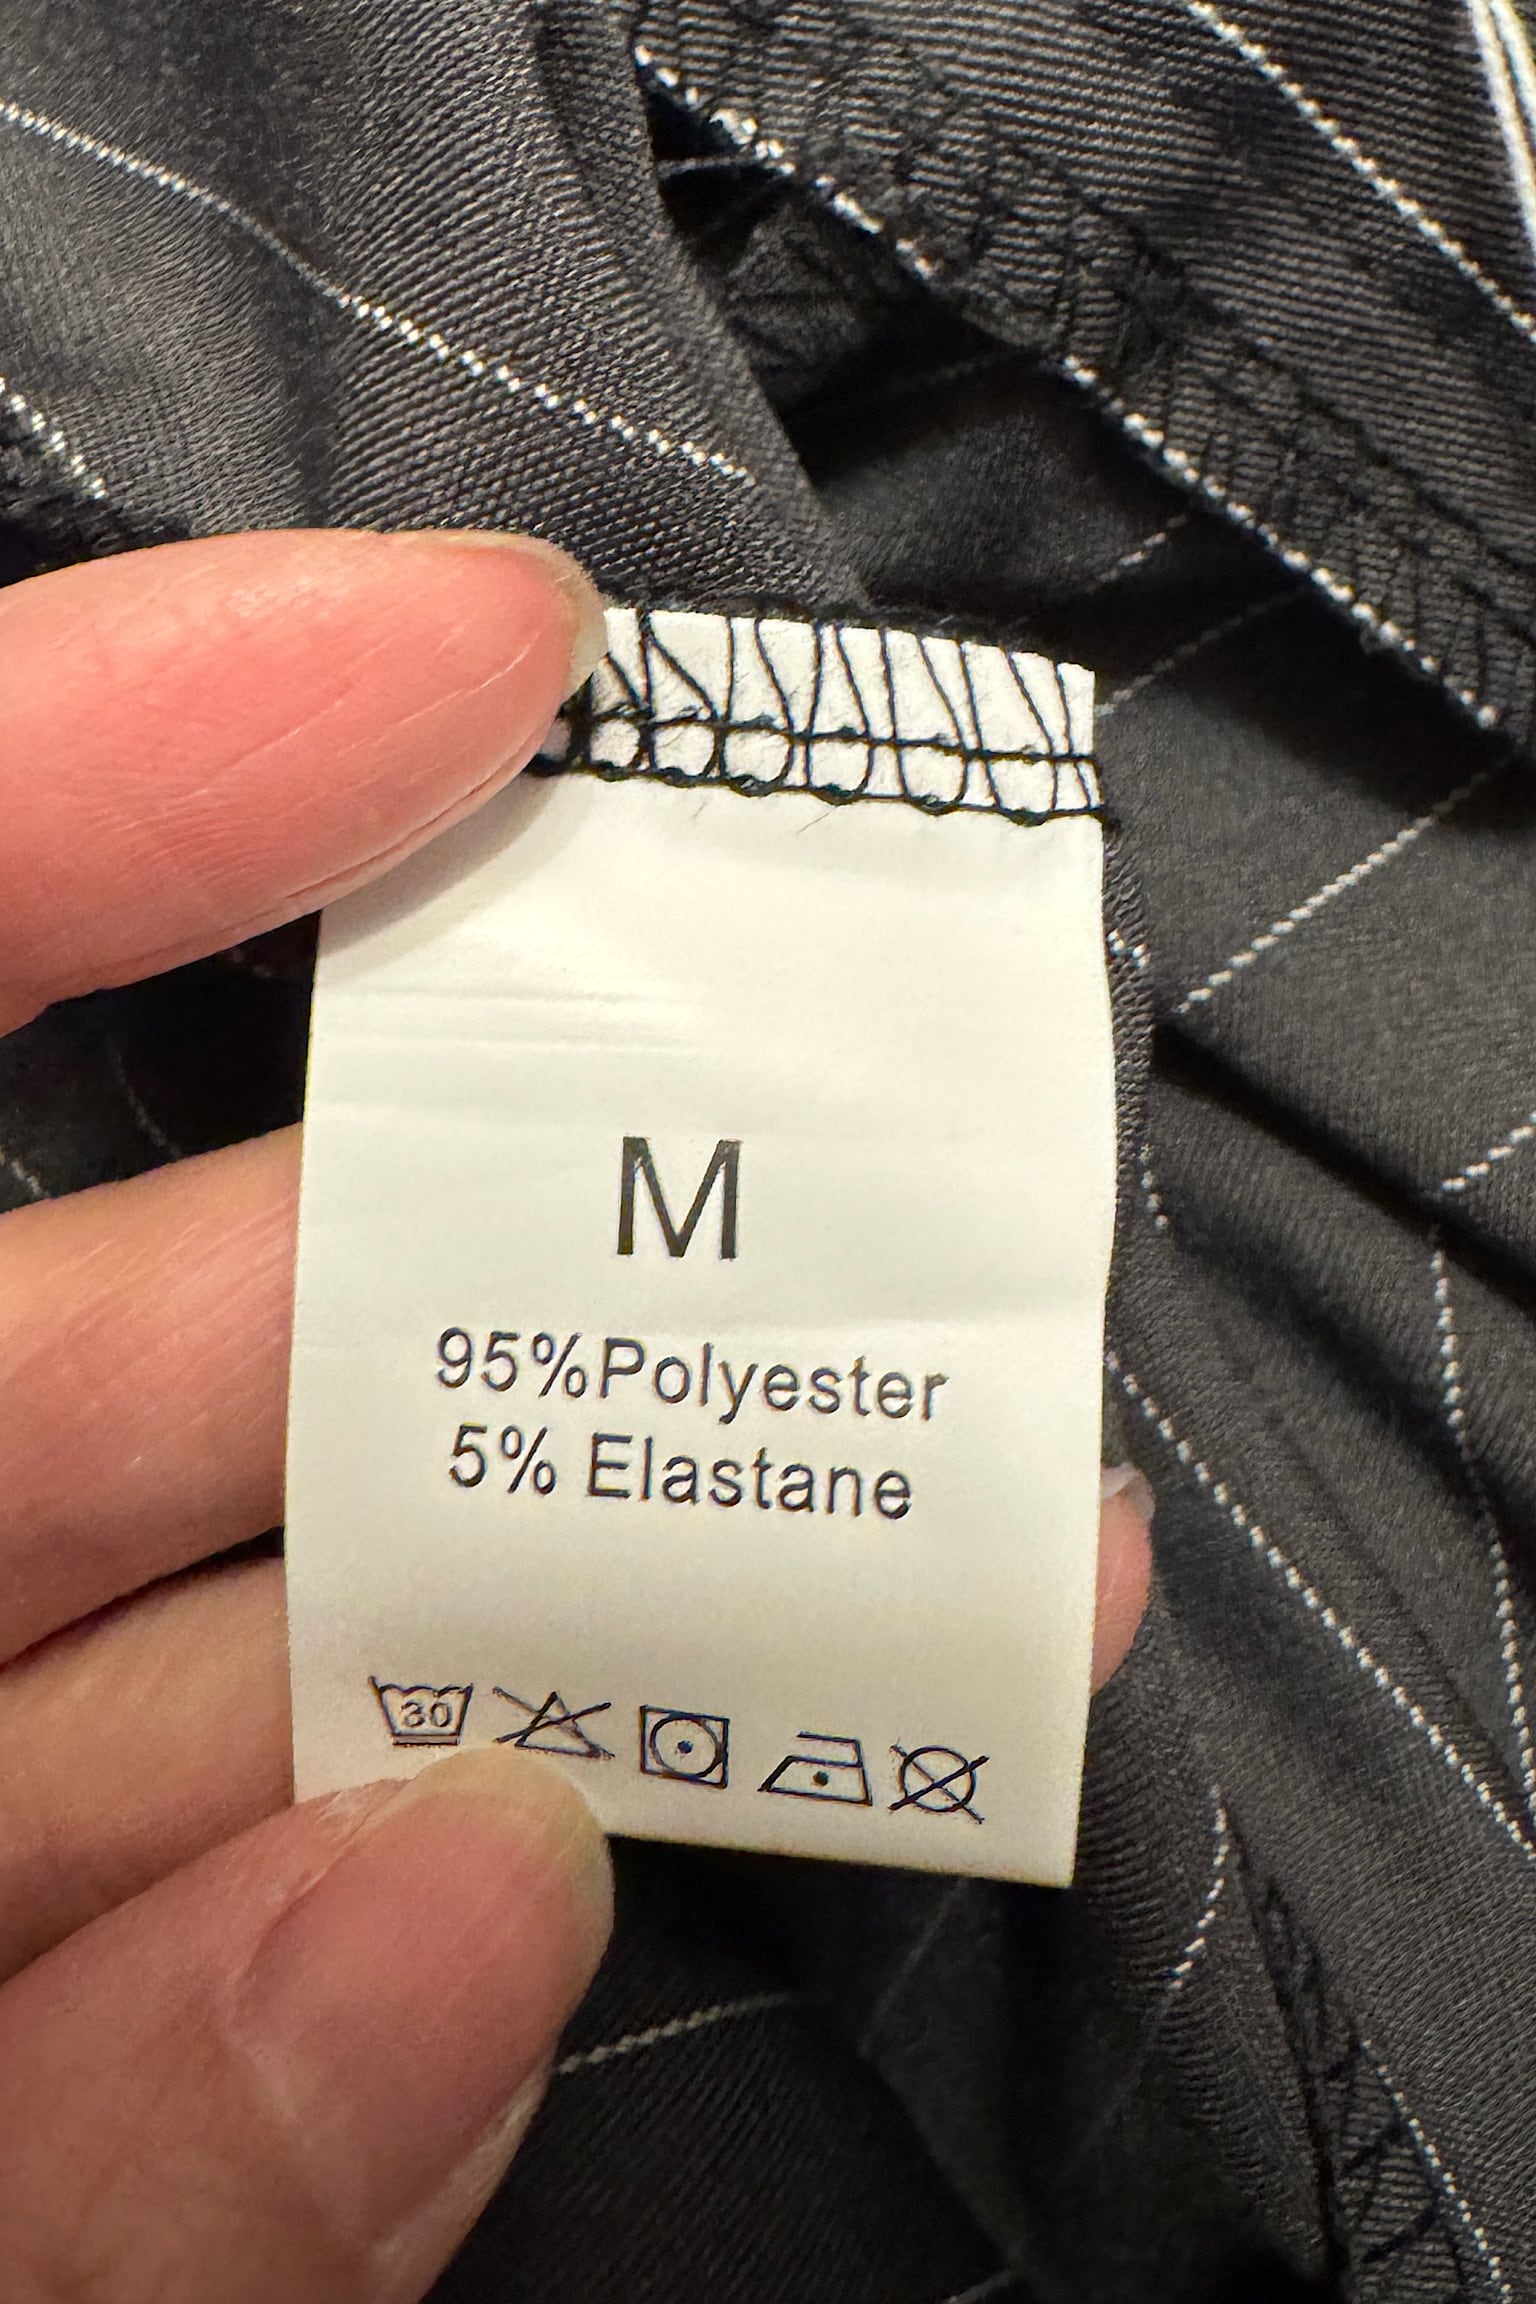 M
95%Polyester
5% Elastane
30